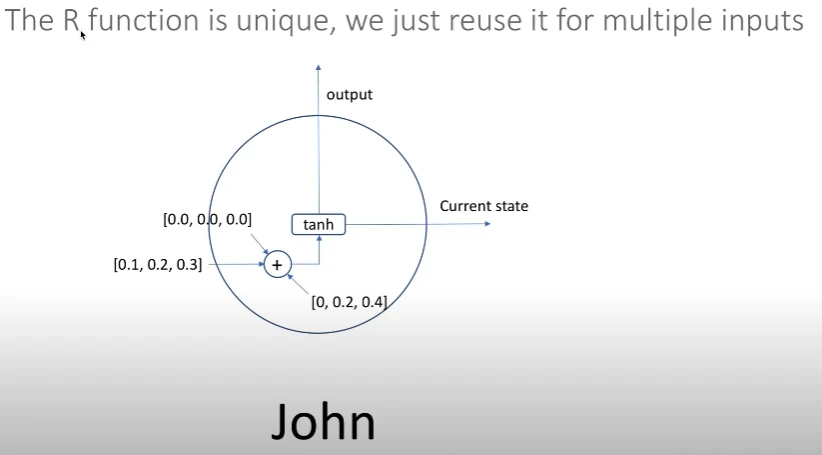 The R function is unique, we just reuse it for multiple inputs
output
Current state
[0.0, 0.0, 0.0]
tanh
[0.1, 0.2, 0.3]
+
[0, 0.2, 0.4]
John